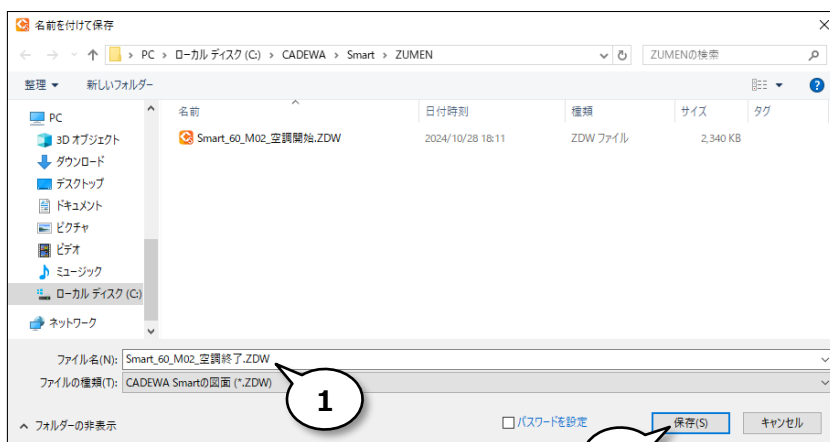 名前を付けて保存
PC › ローカル ディスク (C:) › CADEWA › Smart › ZUMEN
ZUMENの検索
整理
新しいフォルダー
名前 日付時刻 種類 サイズ タグ
Smart_60_M02_空調開始.ZDW 2024/10/28 18:11 ZDW ファイル 2,340 KB
PC
3D オブジェクト
ダウンロード
デスクトップ
ドキュメント
ピクチャ
ビデオ
ミュージック
ローカル ディスク (C:)
ネットワーク
ファイル名(N): Smart_60_M02_空調終了.ZDW
ファイルの種類(T): CADEWA Smartの図面 (*.ZDW)
1
フォルダーの非表示
パスワードを設定
保存(S)
キャンセル